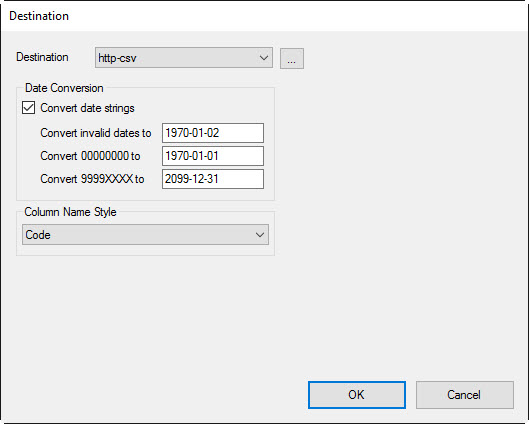 Destination
Destination http-csv ...
Date Conversion
Convert date strings
Convert invalid dates to 1970-01-02
Convert 00000000 to 1970-01-01
Convert 9999XXXX to 2099-12-31
Column Name Style
Code
OK Cancel